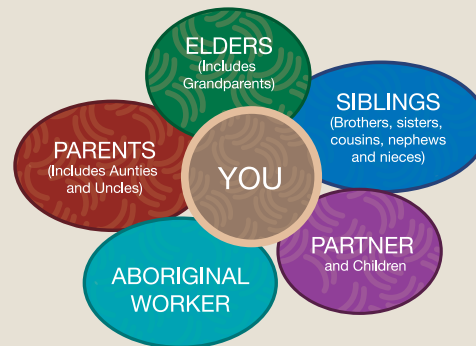 ELDERS
(Includes
Grandparents)
SIBLINGS
(Brothers, sisters,
cousins, nephews
and nieces)
PARENTS
(Includes Aunties
and Uncles)
YOU
PARTNER
and Children
ABORIGINAL
WORKER